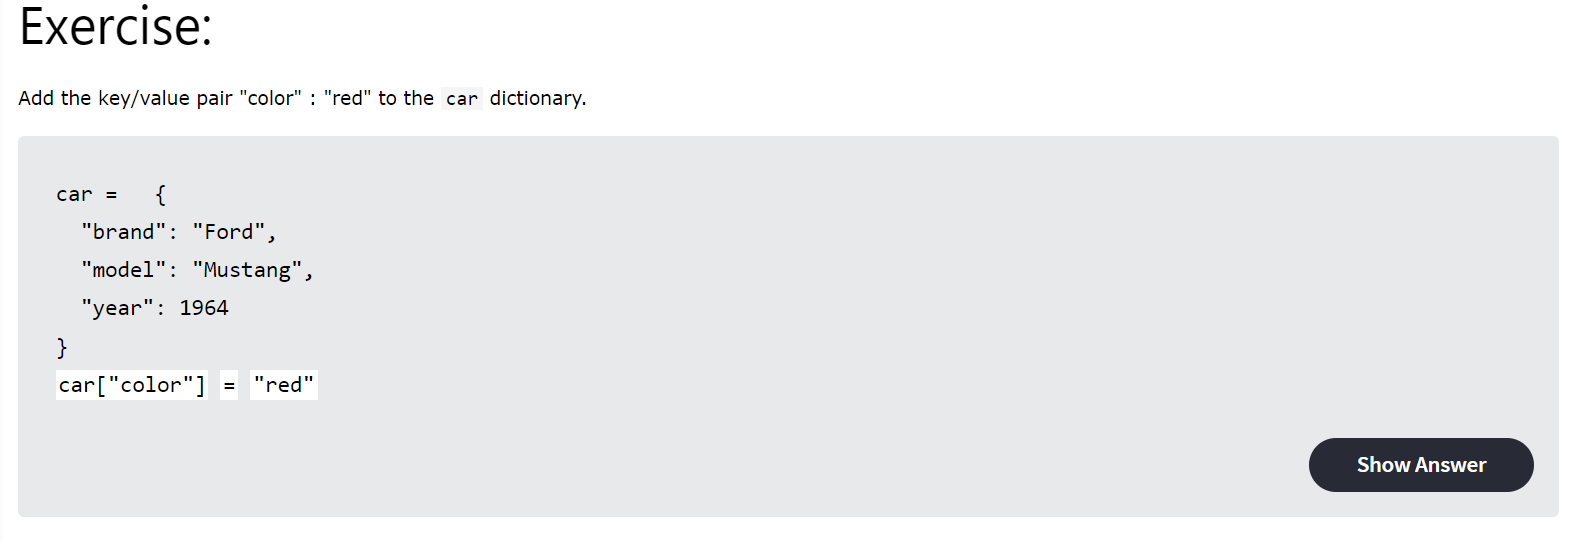 Exercise:
Add the key/value pair "color" : "red" to the car dictionary.
car =   {
  "brand": "Ford",
  "model": "Mustang",
  "year": 1964
}
car["color"] = "red"
Show Answer